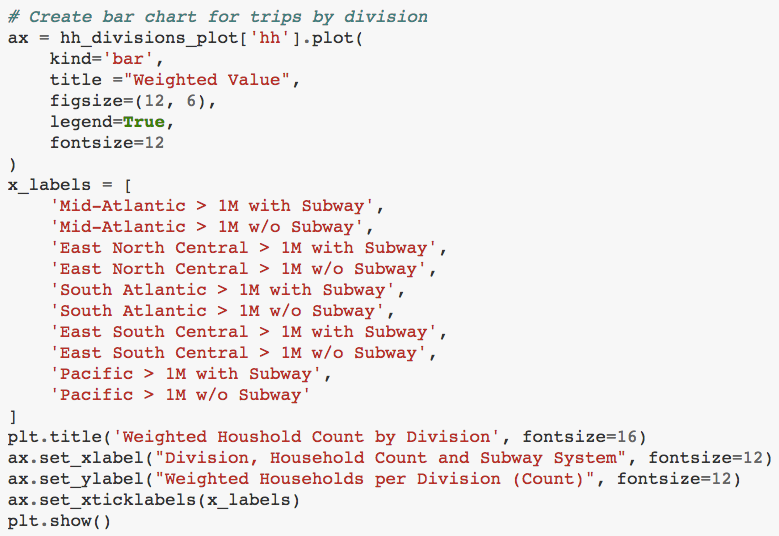 # Create bar chart for trips by division
ax = hh_divisions_plot['hh'].plot(
    kind='bar',
    title ="Weighted Value",
    figsize=(12, 6),
    legend=True,
    fontsize=12
)
x_labels = [
    'Mid-Atlantic > 1M with Subway',
    'Mid-Atlantic > 1M w/o Subway',
    'East North Central > 1M with Subway',
    'East North Central > 1M w/o Subway',
    'South Atlantic > 1M with Subway',
    'South Atlantic > 1M w/o Subway',
    'East South Central > 1M with Subway',
    'East South Central > 1M w/o Subway',
    'Pacific > 1M with Subway',
    'Pacific > 1M w/o Subway'
]
plt.title('Weighted Houshold Count by Division', fontsize=16)
ax.set_xlabel("Division, Household Count and Subway System", fontsize=12)
ax.set_ylabel("Weighted Households per Division (Count)", fontsize=12)
ax.set_xticklabels(x_labels)
plt.show()